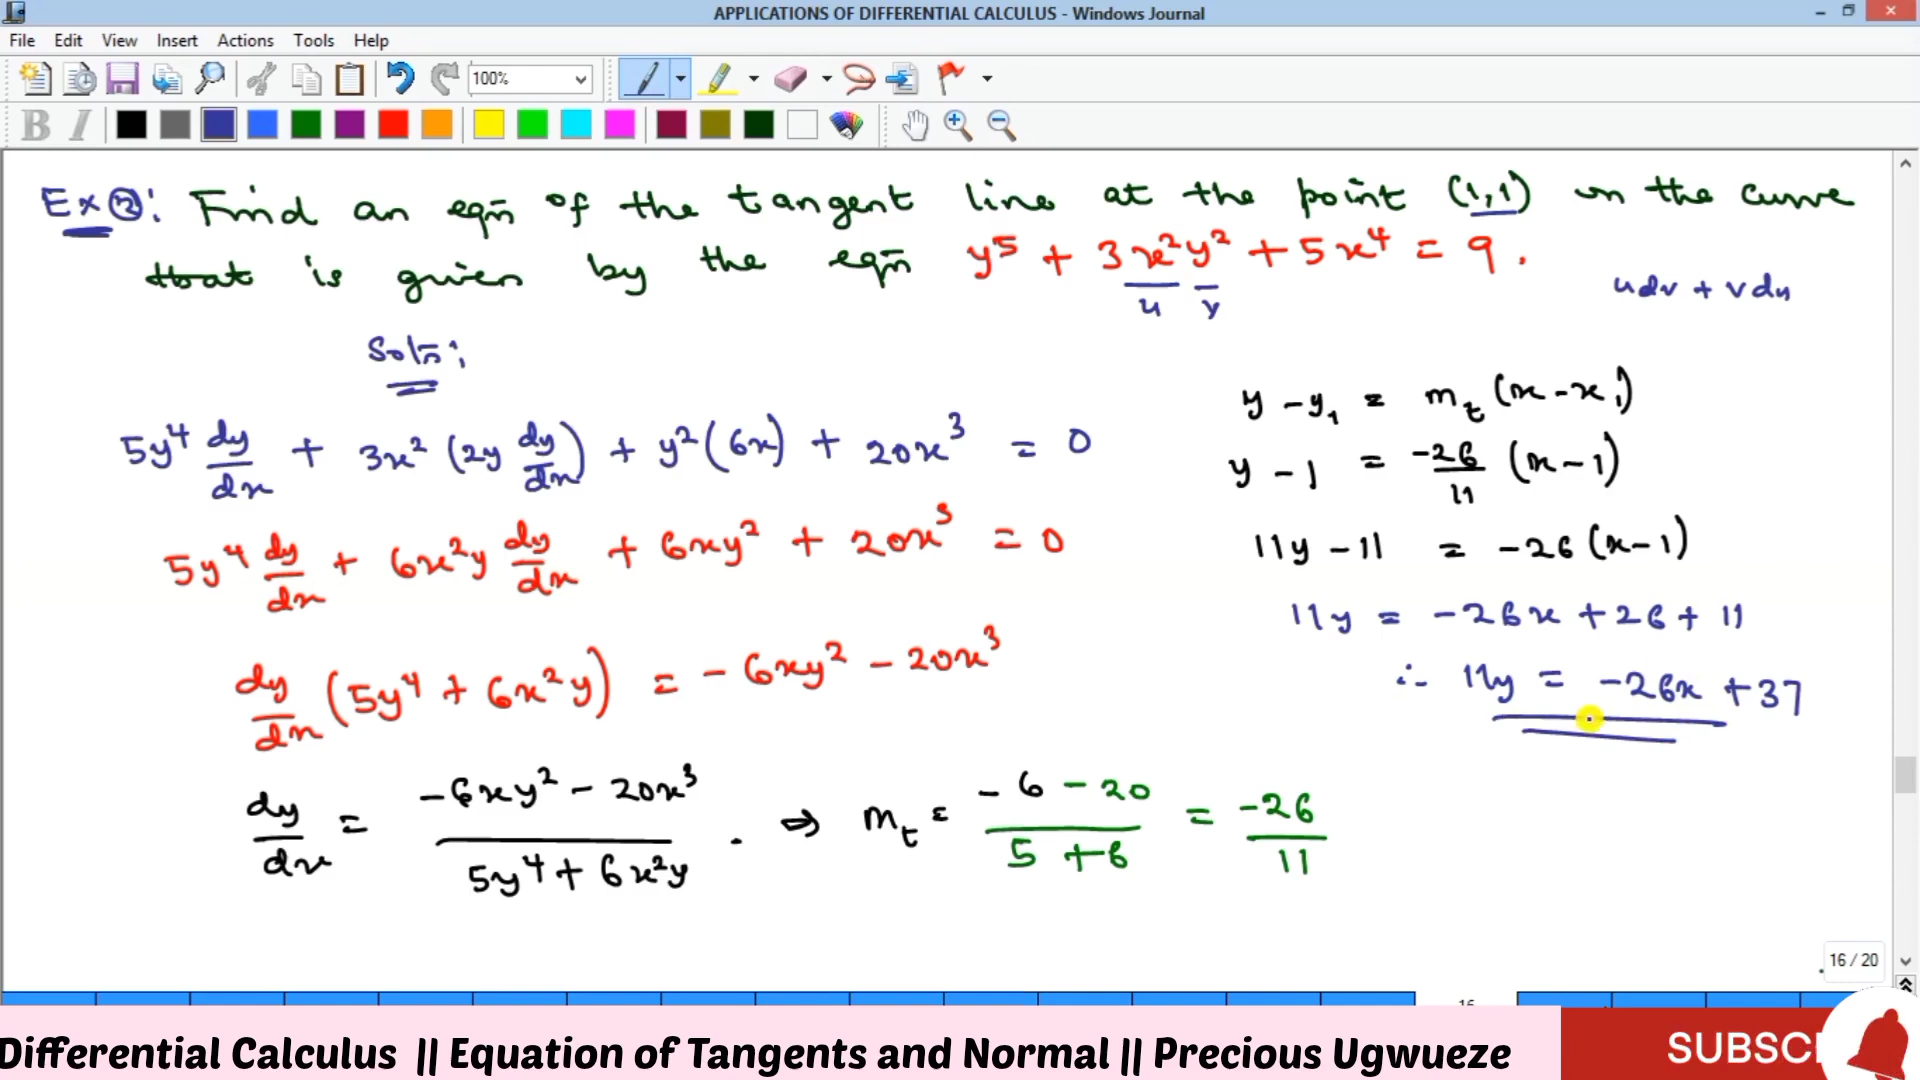 APPLICATIONS OF DIFFERENTIAL CALCULUS - Windows Journal
File Edit View Insert Actions Tools Help
100%
B I
Ex ②: Find an eqn̄ of the tangent line at the point (1,1) on the curve
that is given by the eqn̄ y⁵ + 3x²y² + 5x⁴ = 9.
u v
udv + vdu
Soln̄:
5y⁴ dy/dx + 3x² (2y dy/dx) + y² (6x) + 20x³ = 0
5y⁴ dy/dx + 6x²y dy/dx + 6xy² + 20x³ = 0
dy/dx (5y⁴ + 6x²y) = -6xy² - 20x³
dy/dx = (-6xy² - 20x³)/(5y⁴ + 6x²y). ⇒ mₜ = (-6 - 20)/(5 + 6) = -26/11
y - y₁ = mₜ (x - x₁)
y - 1 = -26/11 (x - 1)
11y - 11 = -26 (x - 1)
11y = -26x + 26 + 11
∴ 11y = -26x + 37
16 / 20
Differential Calculus || Equation of Tangents and Normal || Precious Ugwueze
SUBSC